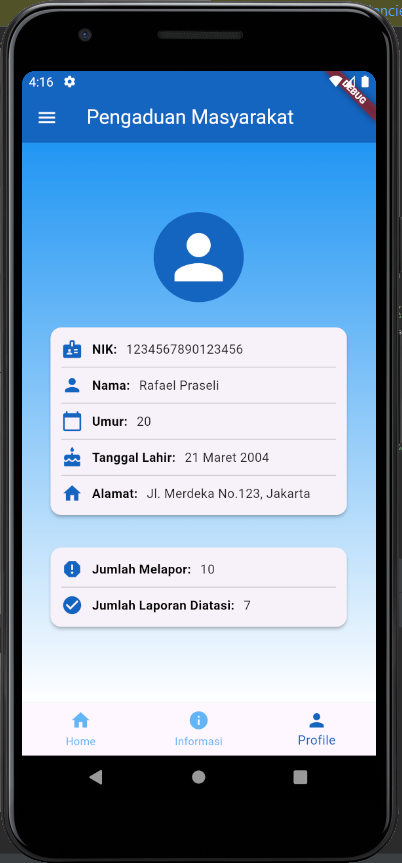 iencie
4:16
DEBUG
Pengaduan Masyarakat
NIK: 1234567890123456
Nama: Rafael Praseli
Umur: 20
Tanggal Lahir: 21 Maret 2004
Alamat: Jl. Merdeka No.123, Jakarta
Jumlah Melapor: 10
Jumlah Laporan Diatasi: 7
Home Informasi Profile